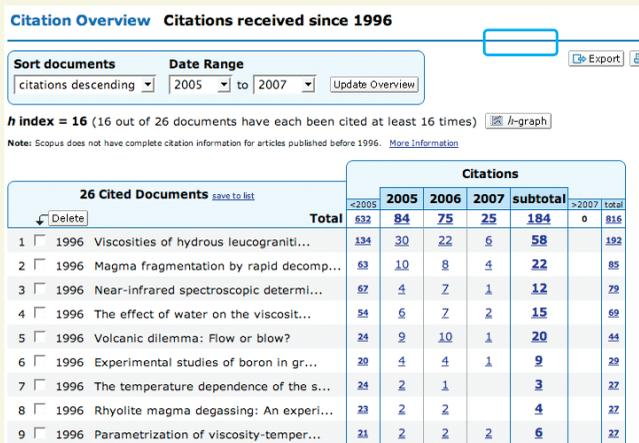 Citation Overview Citations received since 1996
Export
Sort documents Date Range
citations descending 2005 to 2007 Update Overview
h index = 16 (16 out of 26 documents have each been cited at least 16 times) h-graph
Note: Scopus does not have complete citation information for articles published before 1996. More Information
Citations
26 Cited Documents save to list <2005 2005 2006 2007 subtotal >2007 total
Delete Total 632 84 75 25 184 0 816
1 1996 Viscosities of hydrous leucograniti... 134 30 22 6 58 192
2 1996 Magma fragmentation by rapid decomp... 63 10 8 4 22 85
3 1996 Near-infrared spectroscopic determi... 67 4 7 1 12 79
4 1996 The effect of water on the viscosit... 54 6 7 2 15 69
5 1996 Volcanic dilemma: Flow or blow? 24 9 10 1 20 44
6 1996 Experimental studies of boron in gr... 20 4 4 1 9 29
7 1996 The temperature dependence of the s... 24 2 1 3 27
8 1996 Rhyolite magma degassing: An experi... 23 2 2 4 27
9 1996 Parametrization of viscosity-temper... 21 2 2 2 6 27